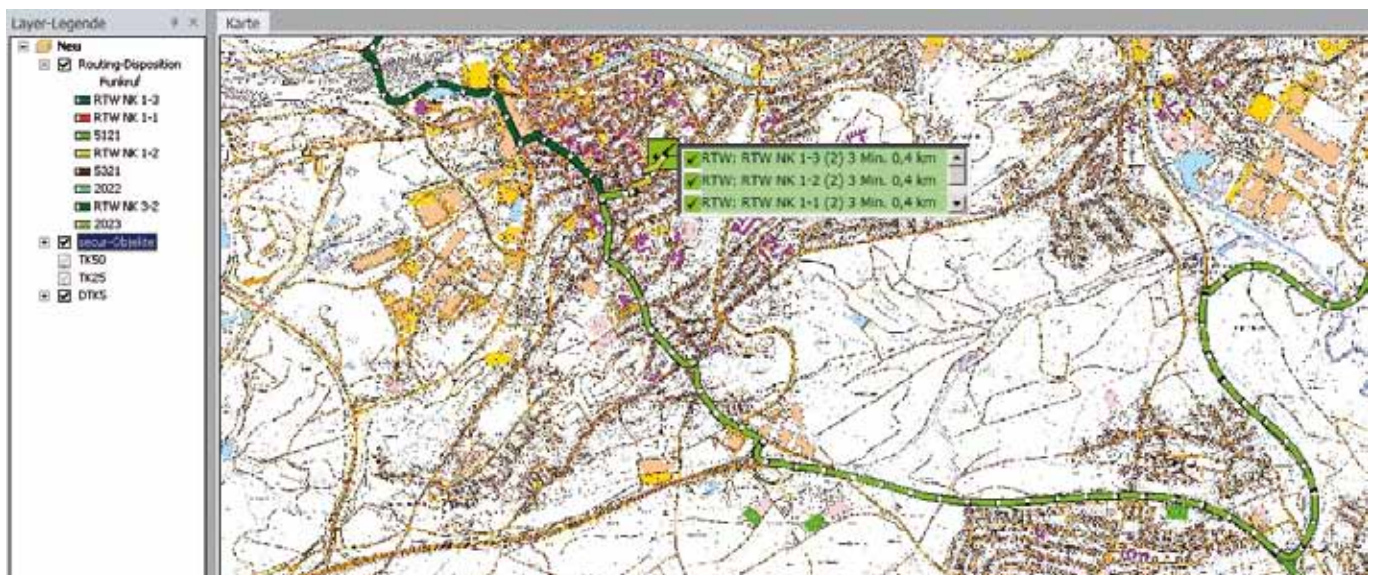 Layer-Legende
Neu
Routing-Disposition
Funkruf
RTW NK 1-3
RTW NK 1-1
5121
RTW NK 1-2
5321
2022
RTW NK 3-2
2023
secur-Objekte
TK50
TK25
DTK5
Karte
RTW: RTW NK 1-3 (2) 3 Min. 0,4 km
RTW: RTW NK 1-2 (2) 3 Min. 0,4 km
RTW: RTW NK 1-1 (2) 3 Min. 0,4 km